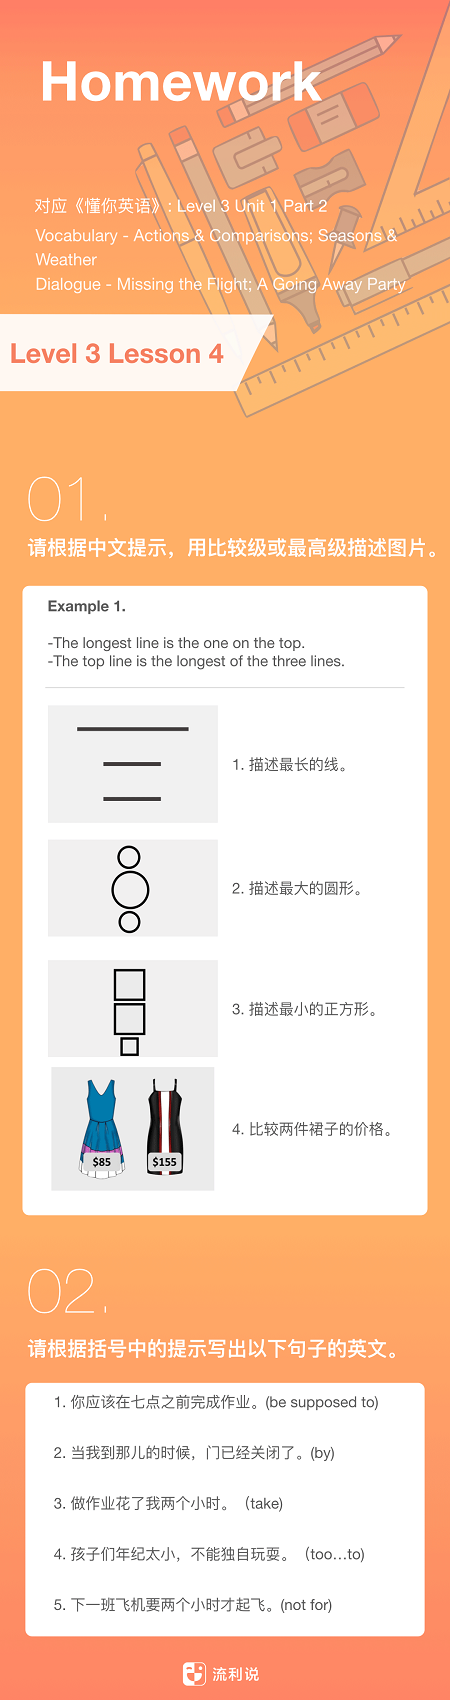 Homework
对应《懂你英语》: Level 3 Unit 1 Part 2
Vocabulary - Actions & Comparisons; Seasons &
Weather
Dialogue - Missing the Flight; A Going Away Party
Level 3 Lesson 4
01.
请根据中文提示，用比较级或最高级描述图片。
Example 1.
-The longest line is the one on the top.
-The top line is the longest of the three lines.
1. 描述最长的线。
2. 描述最大的圆形。
3. 描述最小的正方形。
$85
$155
4. 比较两件裙子的价格。
02.
请根据括号中的提示写出以下句子的英文。
1. 你应该在七点之前完成作业。(be supposed to)
2. 当我到那儿的时候，门已经关闭了。(by)
3. 做作业花了我两个小时。（take)
4. 孩子们年纪太小，不能独自玩耍。（too…to)
5. 下一班飞机要两个小时才起飞。(not for)
流利说